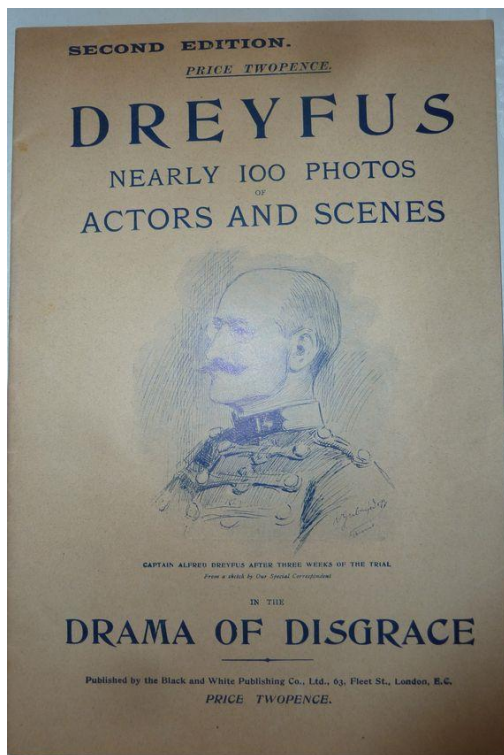 SECOND EDITION.
PRICE TWOPENCE.
DREYFUS
NEARLY 100 PHOTOS
OF
ACTORS AND SCENES
CAPTAIN ALFRED DREYFUS AFTER THREE WEEKS OF THE TRIAL
From a sketch by Our Special Correspondent
IN THE
DRAMA OF DISGRACE
Published by the Black and White Publishing Co., Ltd., 63, Fleet St., London, E.C.
PRICE TWOPENCE.